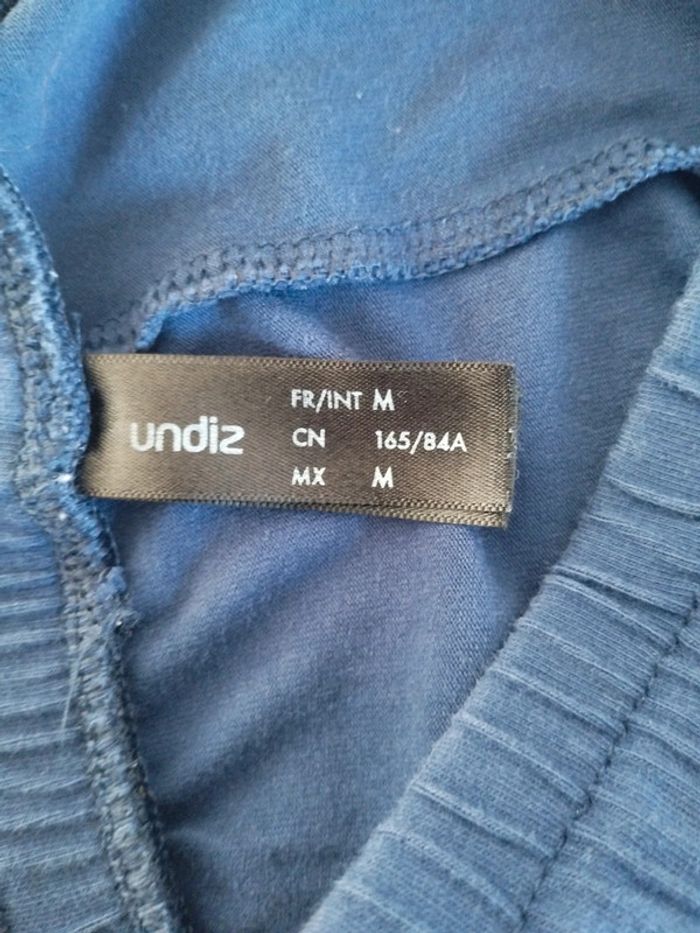 undiz
FR/INT M
CN 165/84A
MX M